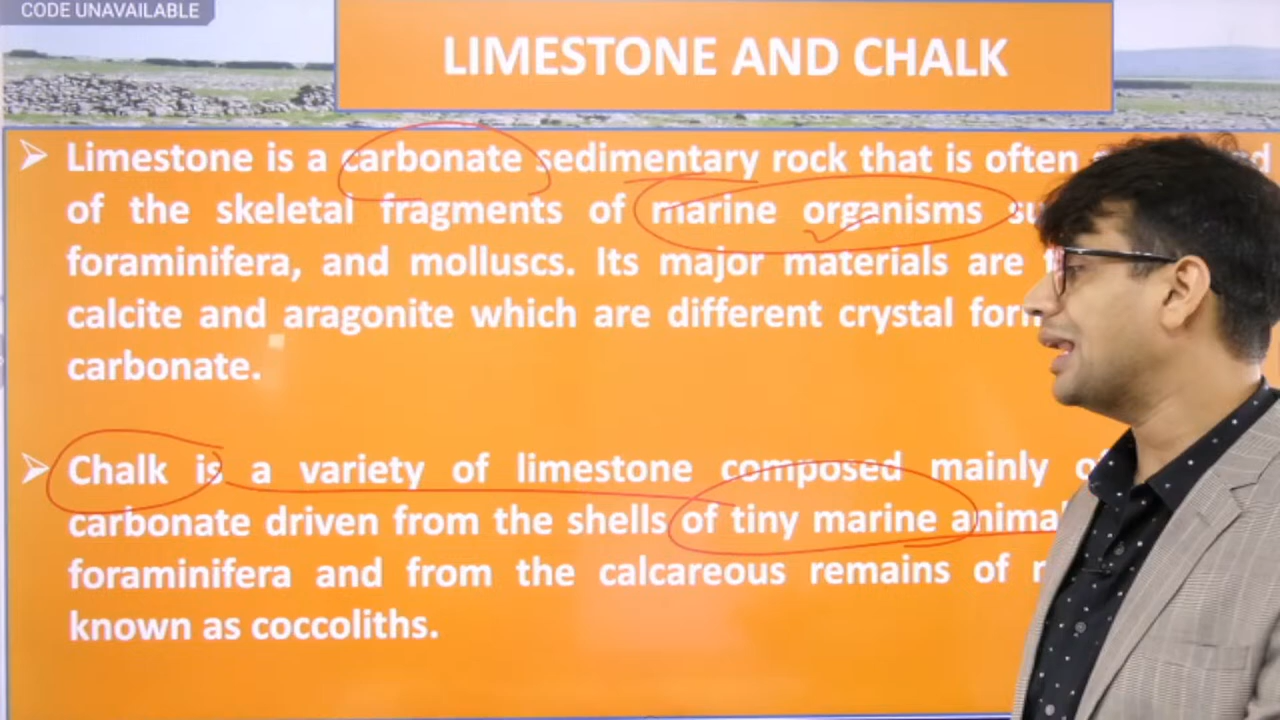 CODE UNAVAILABLE
LIMESTONE AND CHALK
Limestone is a carbonate sedimentary rock that is often
of the skeletal fragments of marine organisms
foraminifera, and molluscs. Its major materials are
calcite and aragonite which are different crystal
carbonate.
Chalk is a variety of limestone composed mainly
carbonate driven from the shells of tiny marine
foraminifera and from the calcareous remains of
known as coccoliths.